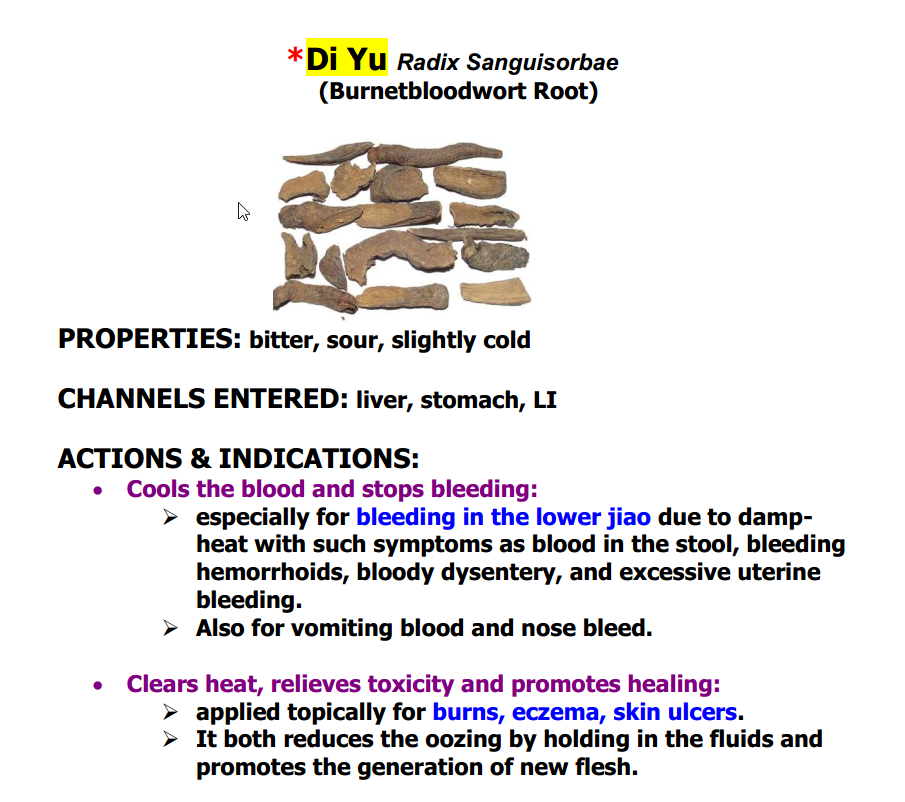 *Di Yu Radix Sanguisorbae
(Burnetbloodwort Root)
PROPERTIES: bitter, sour, slightly cold
CHANNELS ENTERED: liver, stomach, LI
ACTIONS & INDICATIONS:
• Cools the blood and stops bleeding:
➢ especially for bleeding in the lower jiao due to damp-
heat with such symptoms as blood in the stool, bleeding
hemorrhoids, bloody dysentery, and excessive uterine
bleeding.
➢ Also for vomiting blood and nose bleed.
• Clears heat, relieves toxicity and promotes healing:
➢ applied topically for burns, eczema, skin ulcers.
➢ It both reduces the oozing by holding in the fluids and
promotes the generation of new flesh.